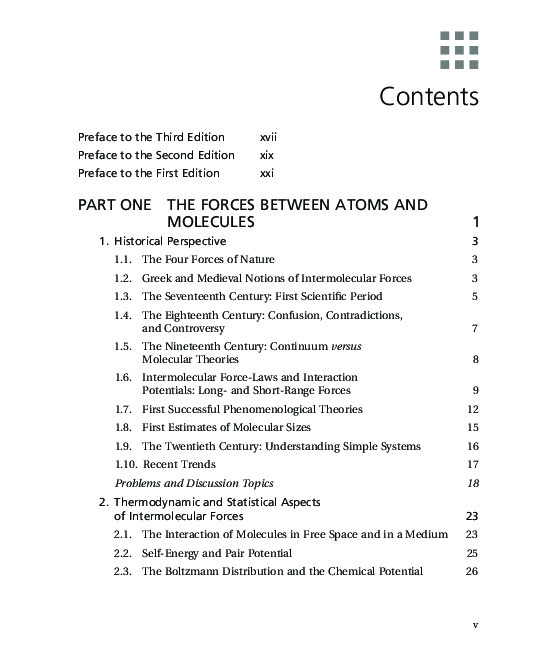 Contents
Preface to the Third Edition xvii
Preface to the Second Edition xix
Preface to the First Edition xxi
PART ONE THE FORCES BETWEEN ATOMS AND
MOLECULES 1
1. Historical Perspective 3
1.1. The Four Forces of Nature 3
1.2. Greek and Medieval Notions of Intermolecular Forces 3
1.3. The Seventeenth Century: First Scientific Period 5
1.4. The Eighteenth Century: Confusion, Contradictions,
and Controversy 7
1.5. The Nineteenth Century: Continuum versus
Molecular Theories 8
1.6. Intermolecular Force-Laws and Interaction
Potentials: Long- and Short-Range Forces 9
1.7. First Successful Phenomenological Theories 12
1.8. First Estimates of Molecular Sizes 15
1.9. The Twentieth Century: Understanding Simple Systems 16
1.10. Recent Trends 17
Problems and Discussion Topics 18
2. Thermodynamic and Statistical Aspects
of Intermolecular Forces 23
2.1. The Interaction of Molecules in Free Space and in a Medium 23
2.2. Self-Energy and Pair Potential 25
2.3. The Boltzmann Distribution and the Chemical Potential 26
v